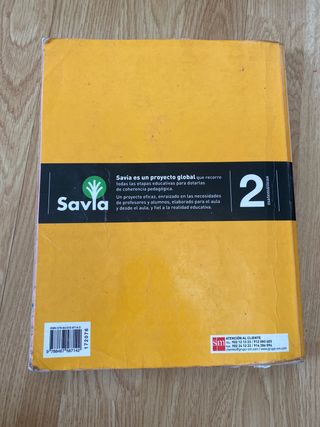 Savia es un proyecto global que recorre
todas las etapas educativas para dotarlas
de coherencia pedagógica.
Un proyecto eficaz, enraizado en las necesidades
de profesores y alumnos, elaborado para el aula
y desde el aula, y fiel a la realidad educativa.
Savia
2
172076
sm
ATENCIÓN AL CLIENTE